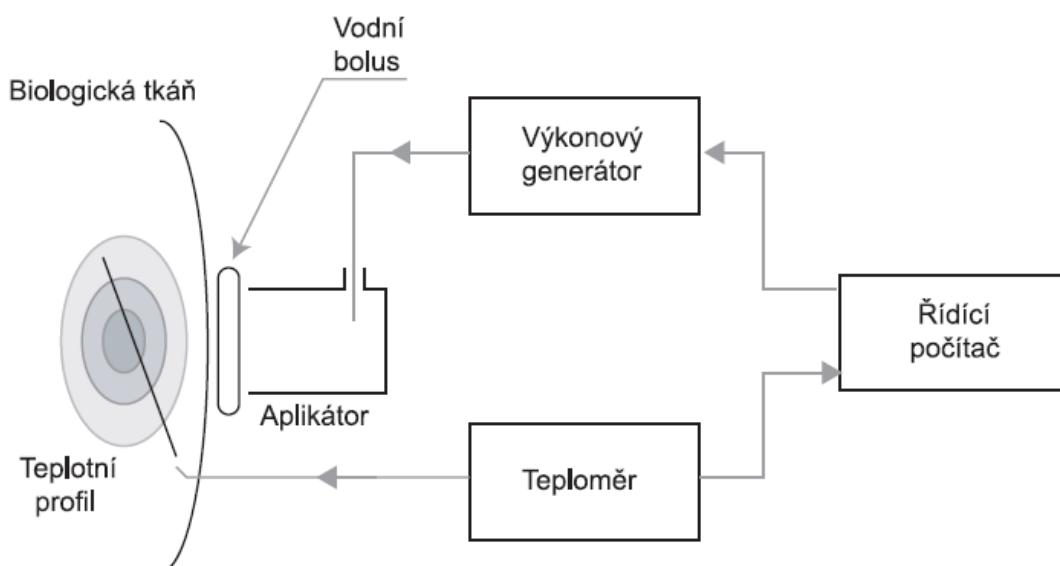 Vodní
bolus
Biologická tkáň
Výkonový
generátor
Řídící
počítač
Aplikátor
Teplotní
profil
Teploměr